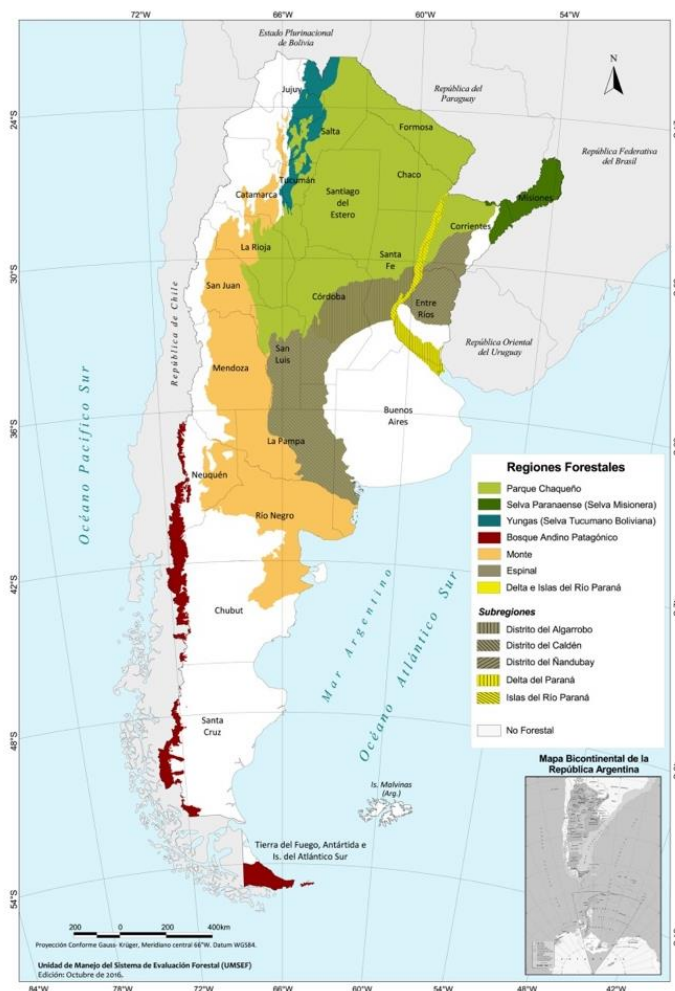 72°W
66°W
60°W
54°W
Estado Plurinacional
de Bolivia
N
Jujuy
República del
Paraguay
24°S
Salta
Formosa
República Federativa
del Brasil
Chaco
Tucumán
Misiones
Catamarca
Santiago
del
Estero
Corrientes
La Rioja
Santa
Fe
30°S
San Juan
Córdoba
Entre
Ríos
República de Chile
República Oriental
del Uruguay
San
Luis
Mendoza
Buenos
Aires
36°S
La Pampa
Océano Pacífico Sur
Neuquén
Río Negro
Regiones Forestales
Parque Chaqueño
Selva Paranaense (Selva Misionera)
Yungas (Selva Tucumano Boliviana)
Bosque Andino Patagónico
Monte
Espinal
Delta e Islas del Río Paraná
Subregiones
Distrito del Algarrobo
Distrito del Caldén
Distrito del Ñandubay
Delta del Paraná
Islas del Río Paraná
No Forestal
42°S
Chubut
Mar Argentino
Océano Atlántico Sur
Santa
Cruz
48°S
Mapa Bicontinental de la
República Argentina
Is. Malvinas
(Arg.)
Tierra del Fuego, Antártida e
Is. del Atlántico Sur
54°S
200 0 200 400km
Proyección Conforme Gauss- Krüger, Meridiano central 66°W. Datum WGS84.
Unidad de Manejo del Sistema de Evaluación Forestal (UMSEF)
Edición: Octubre de 2016.
84°W
78°W
72°W
66°W
60°W
54°W
48°W
42°W